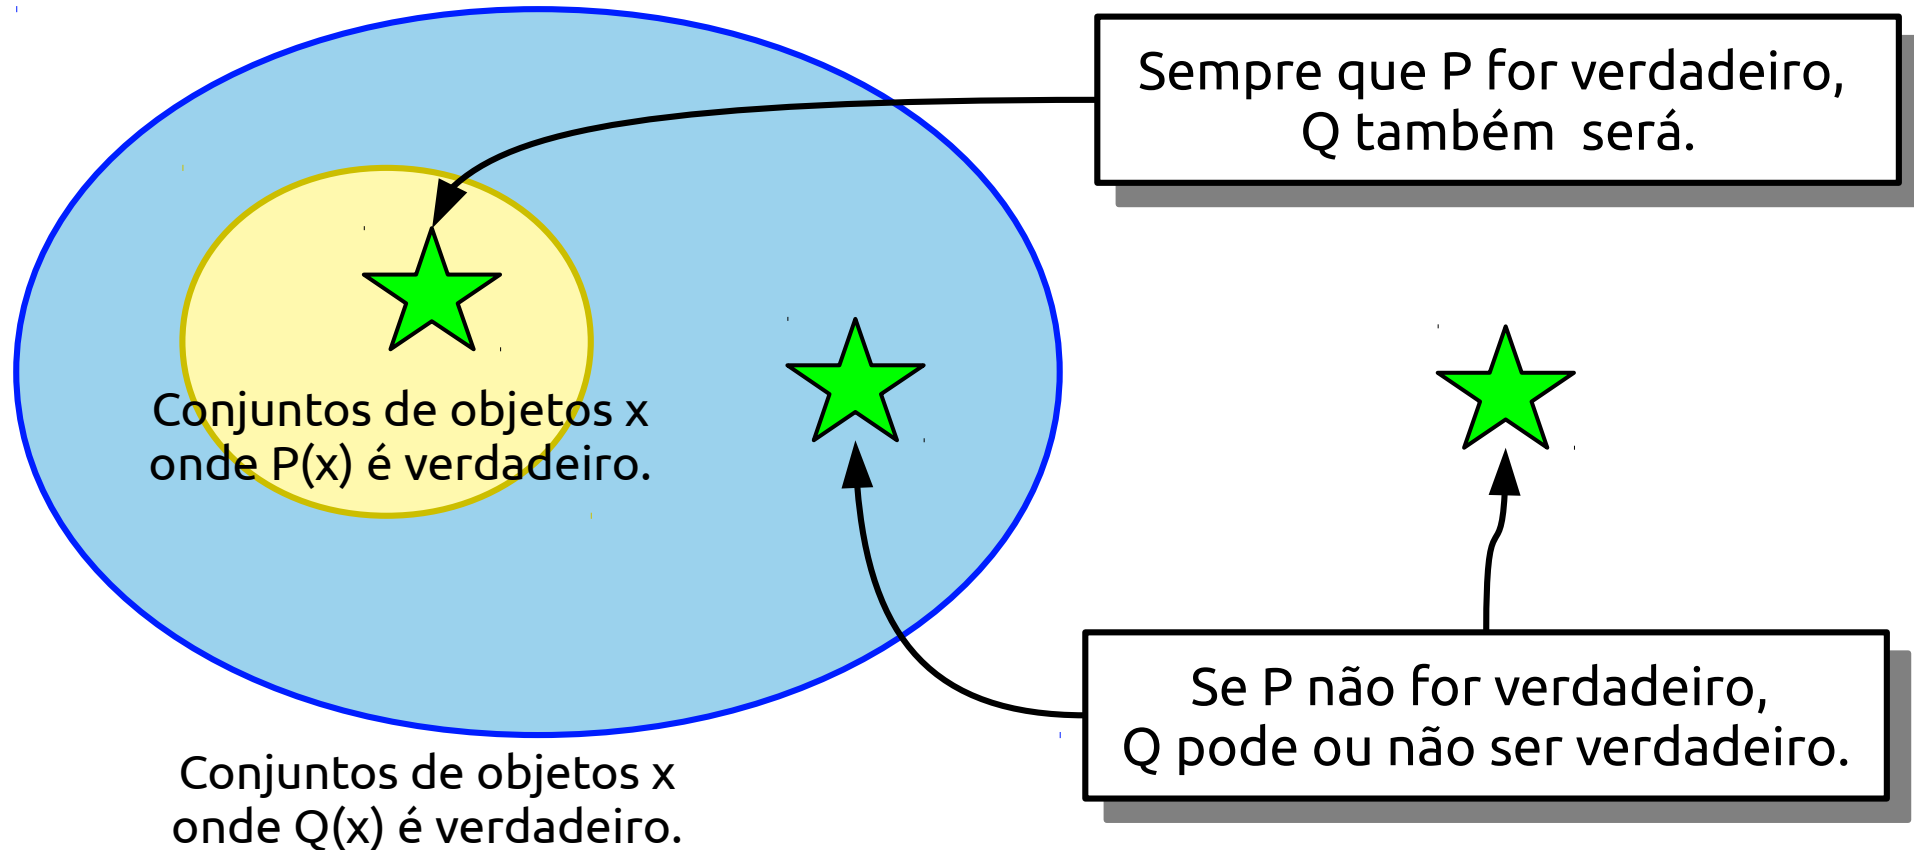 Sempre que P for verdadeiro,
Q também  será.
Conjuntos de objetos x
onde P(x) é verdadeiro.
Se P não for verdadeiro,
Q pode ou não ser verdadeiro.
Conjuntos de objetos x
onde Q(x) é verdadeiro.